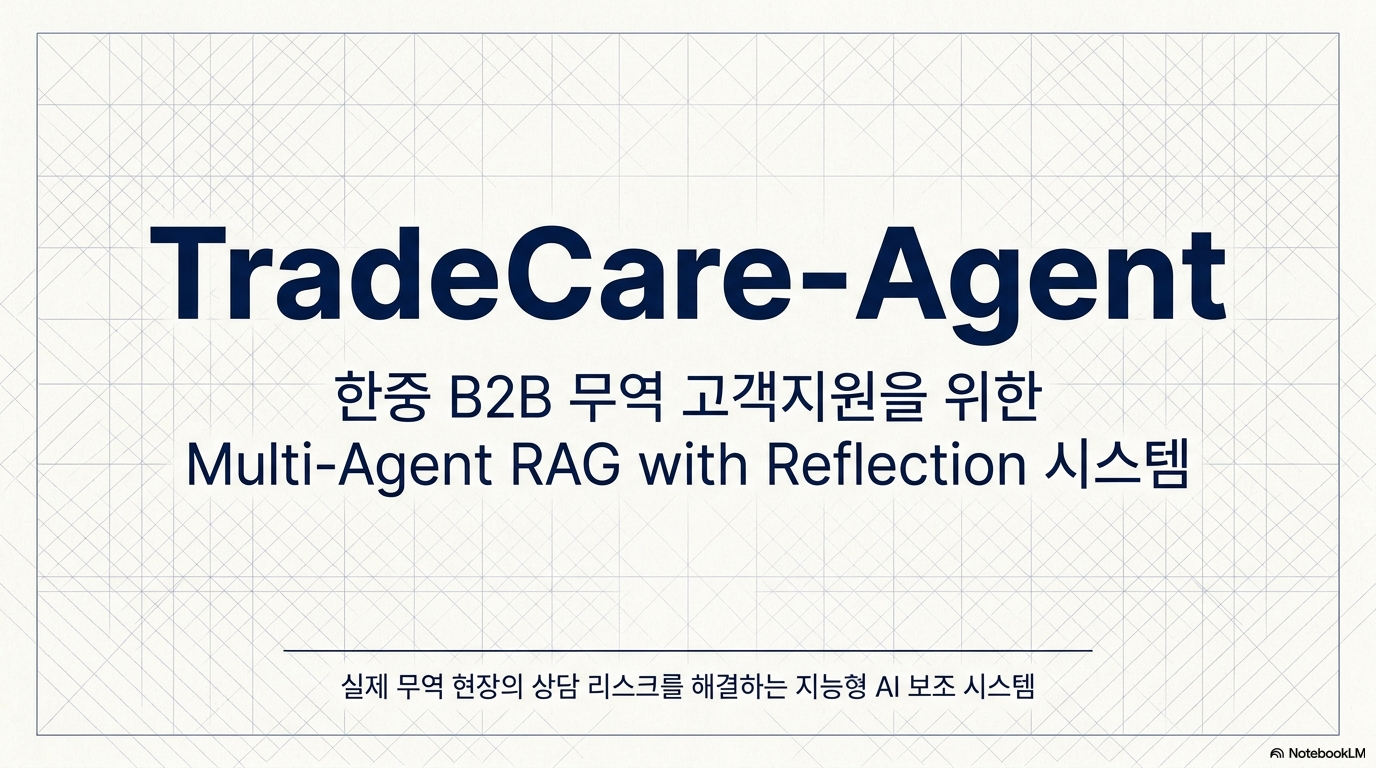 TradeCare-Agent
한중 B2B 무역 고객지원을 위한
Multi-Agent RAG with Reflection 시스템
실제 무역 현장의 상담 리스크를 해결하는 지능형 AI 보조 시스템
NotebookLM